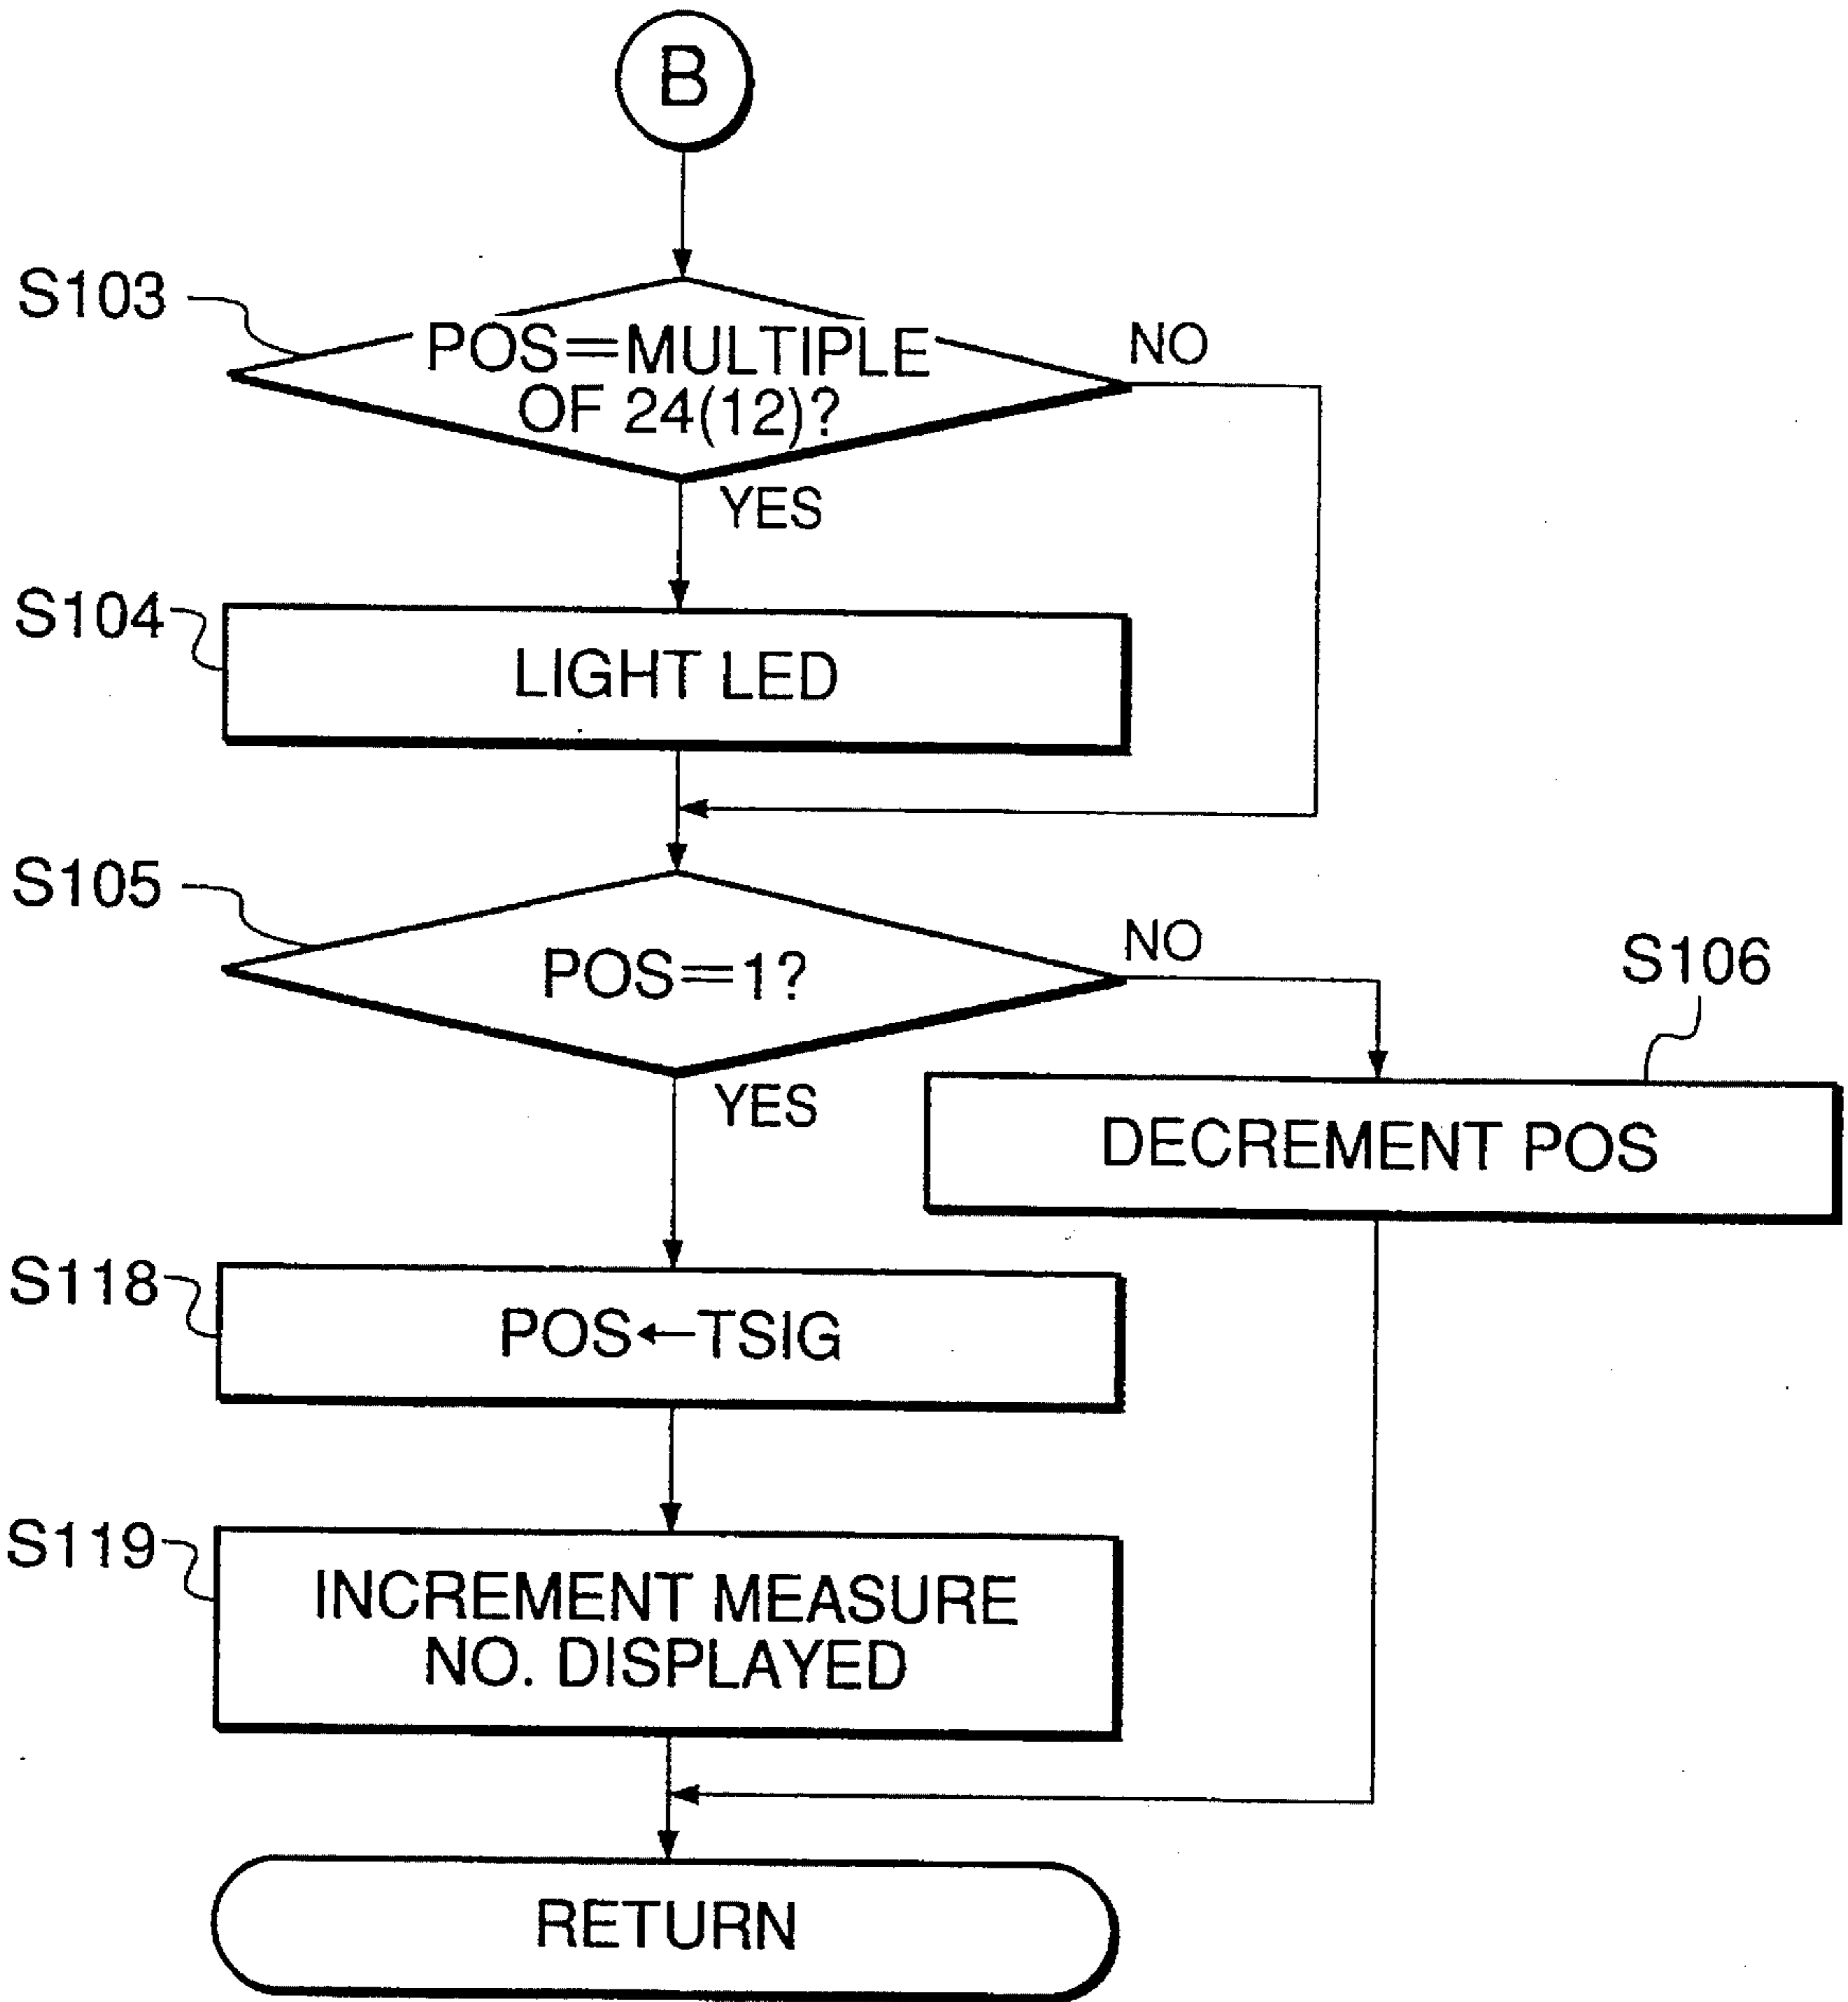 B
S103
POS=MULTIPLE
OF 24(12)?
NO
YES
S104
LIGHT LED
S105
POS=1?
NO
YES
S106
DECREMENT POS
S118
POS←TSIG
S119
INCREMENT MEASURE
NO. DISPLAYED
RETURN